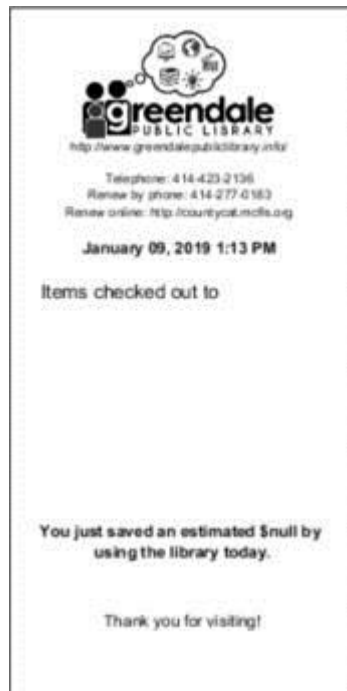 greendale
PUBLIC LIBRARY
http://www.greendalepubliclibrary.info/
Telephone: 414-423-2136
Renew by phone: 414-277-0183
Renew online: http://countycat.mcfls.org
January 09, 2019 1:13 PM
Items checked out to
You just saved an estimated $null by
using the library today.
Thank you for visiting!